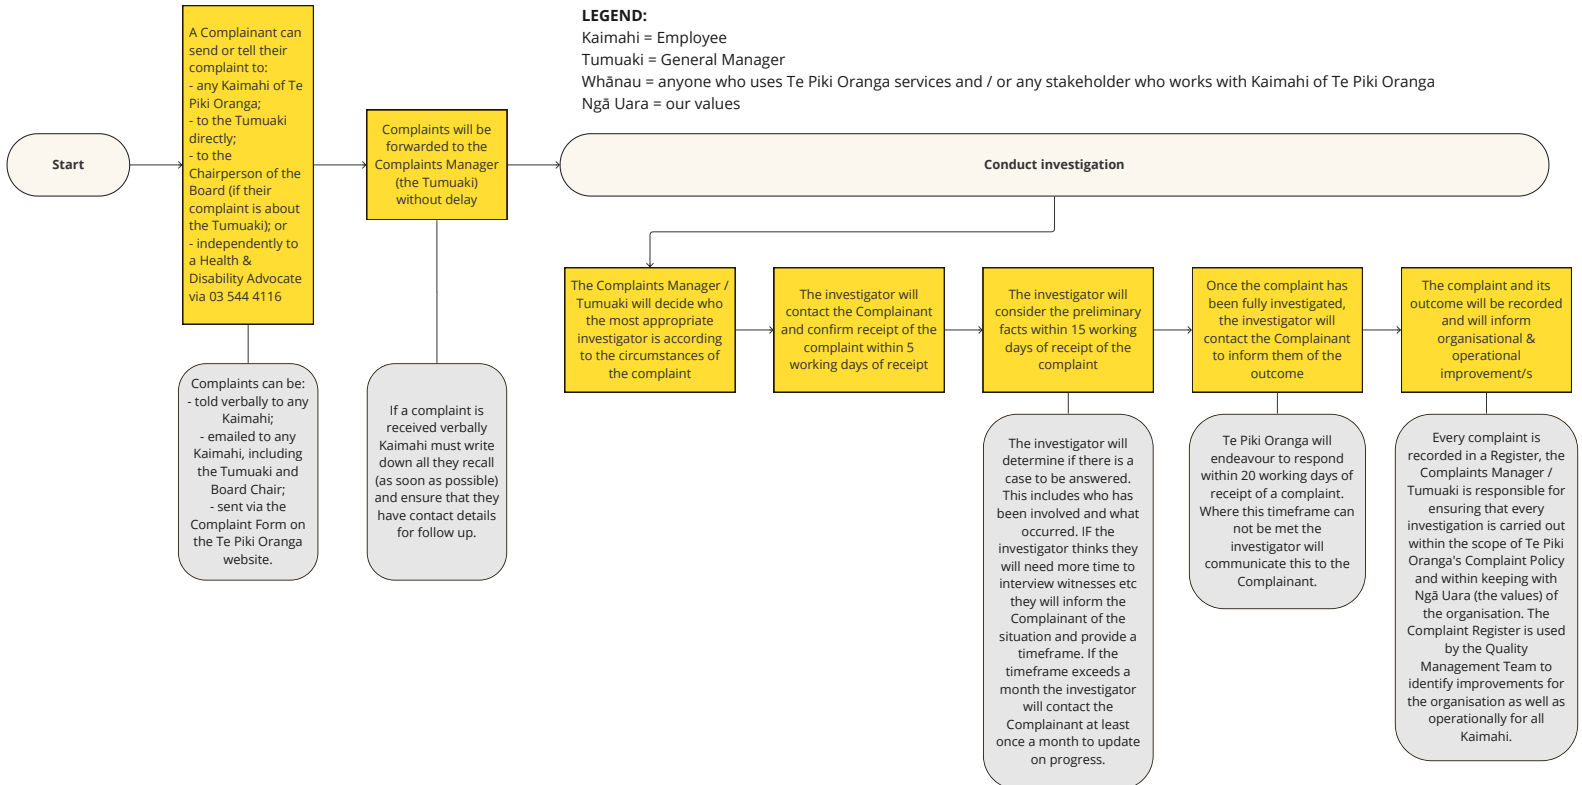 LEGEND:
Kaimahi = Employee
Tumuaki = General Manager
Whānau = anyone who uses Te Piki Oranga services and / or any stakeholder who works with Kaimahi of Te Piki Oranga
Ngā Uara = our values
Start
A Complainant can
send or tell their
complaint to:
- any Kaimahi of Te
Piki Oranga;
- to the Tumuaki
directly;
- to the
Chairperson of the
Board (if their
complaint is about
the Tumuaki); or
- independently to
a Health &
Disability Advocate
via 03 544 4116
Complaints can be:
- told verbally to any
Kaimahi;
- emailed to any
Kaimahi, including
the Tumuaki and
Board Chair;
- sent via the
Complaint Form on
the Te Piki Oranga
website.
Complaints will be
forwarded to the
Complaints Manager
(the Tumuaki)
without delay
If a complaint is
received verbally
Kaimahi must write
down all they recall
(as soon as possible)
and ensure that they
have contact details
for follow up.
Conduct investigation
The Complaints Manager /
Tumuaki will decide who
the most appropriate
investigator is according
to the circumstances of
the complaint
The investigator will
contact the Complainant
and confirm receipt of the
complaint within 5
working days of receipt
The investigator will
consider the preliminary
facts within 15 working
days of receipt of the
complaint
The investigator will
determine if there is a
case to be answered.
This includes who has
been involved and what
occurred. IF the
investigator thinks they
will need more time to
interview witnesses etc
they will inform the
Complainant of the
situation and provide a
timeframe. If the
timeframe exceeds a
month the investigator
will contact the
Complainant at least
once a month to update
on progress.
Once the complaint has
been fully investigated,
the investigator will
contact the Complainant
to inform them of the
outcome
Te Piki Oranga will
endeavour to respond
within 20 working days of
receipt of a complaint.
Where this timeframe can
not be met the
investigator will
communicate this to the
Complainant.
The complaint and its
outcome will be recorded
and will inform
organisational &
operational
improvement/s
Every complaint is
recorded in a Register, the
Complaints Manager /
Tumuaki is responsible for
ensuring that every
investigation is carried out
within the scope of Te Piki
Oranga's Complaint Policy
and within keeping with
Ngā Uara (the values) of
the organisation. The
Complaint Register is used
by the Quality
Management Team to
identify improvements for
the organisation as well as
operationally for all
Kaimahi.